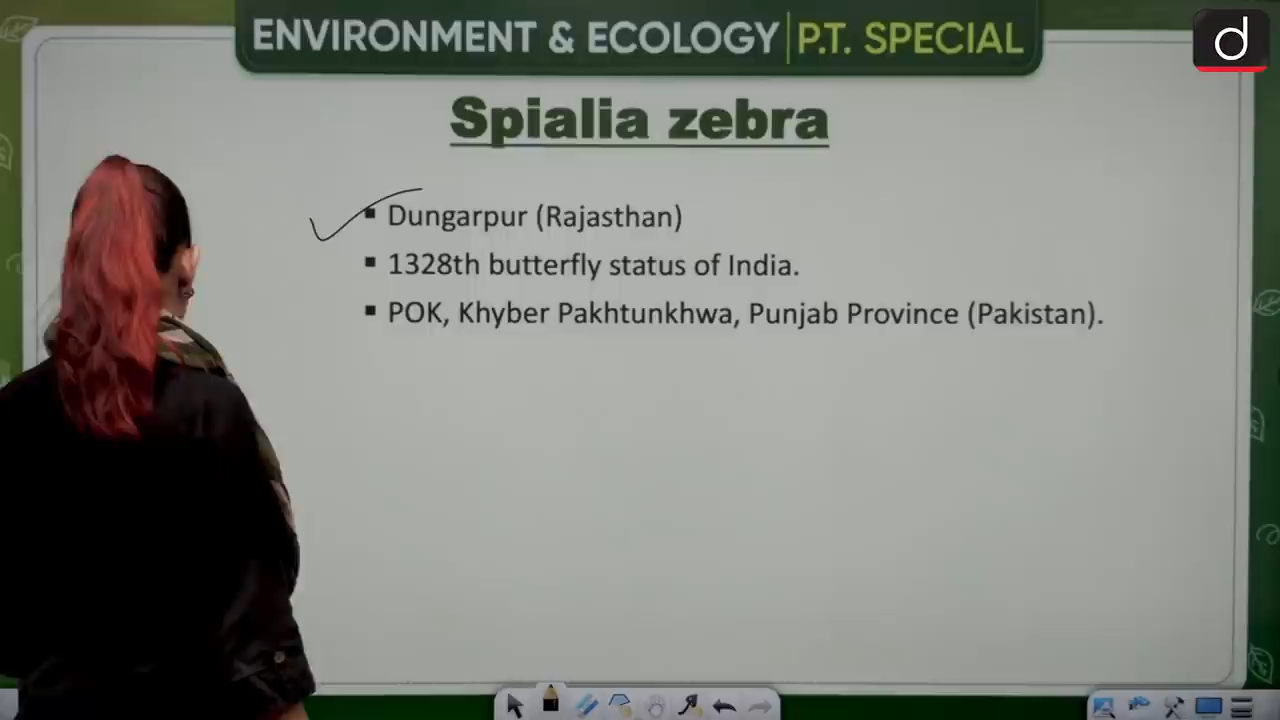 ENVIRONMENT & ECOLOGY | P.T. SPECIAL
d
Spialia zebra
▪ Dungarpur (Rajasthan)
▪ 1328th butterfly status of India.
▪ POK, Khyber Pakhtunkhwa, Punjab Province (Pakistan).